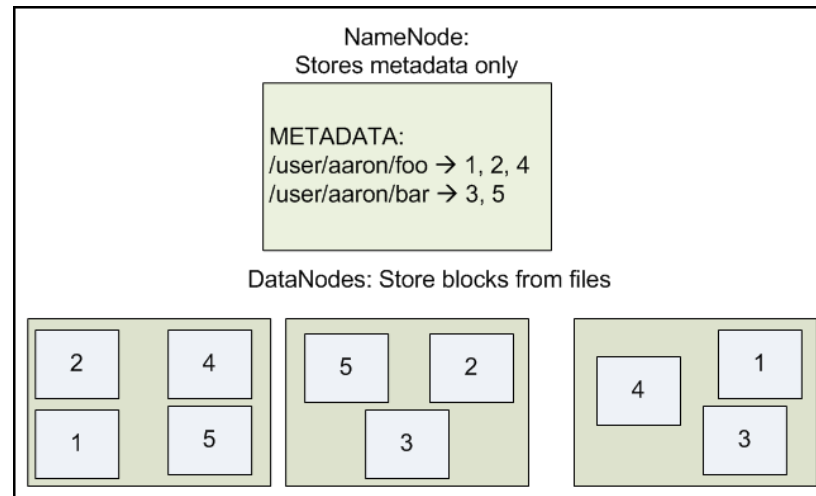 NameNode:
Stores metadata only
METADATA:
/user/aaron/foo → 1, 2, 4
/user/aaron/bar → 3, 5
DataNodes: Store blocks from files
2
4
1
5
5
2
3
4
1
3